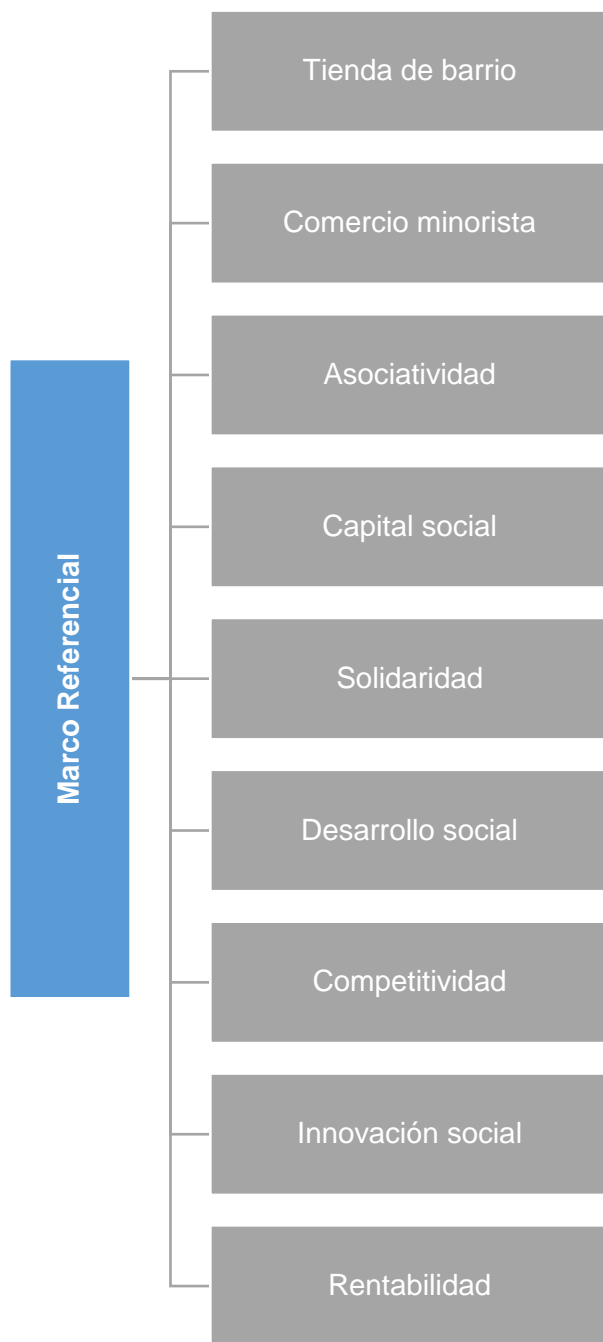 Marco Referencial
Tienda de barrio
Comercio minorista
Asociatividad
Capital social
Solidaridad
Desarrollo social
Competitividad
Innovación social
Rentabilidad